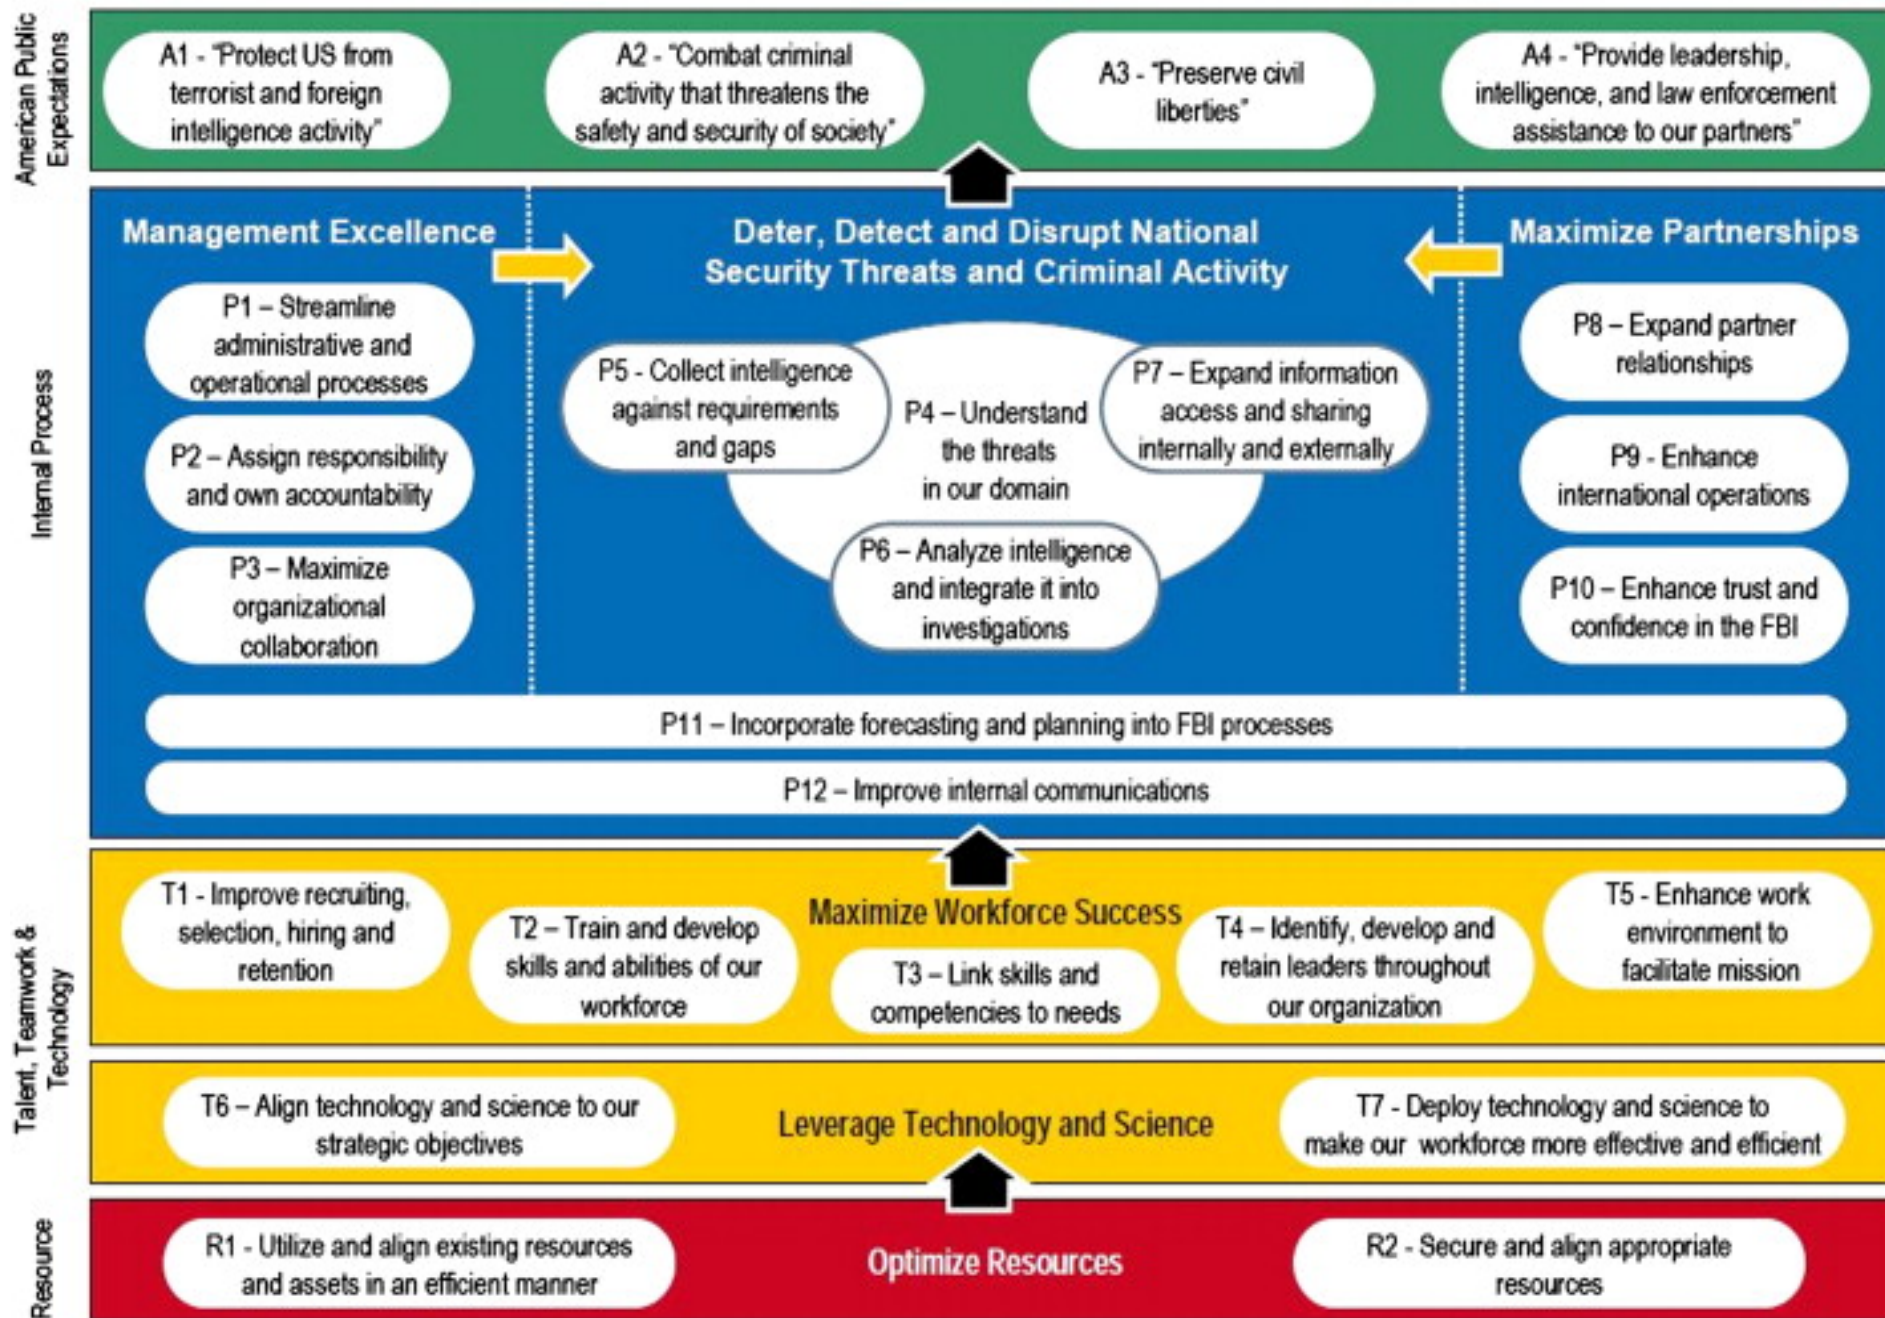 American Public
Expectations
A1 - "Protect US from
terrorist and foreign
intelligence activity"
A2 - "Combat criminal
activity that threatens the
safety and security of society"
A3 - "Preserve civil
liberties"
A4 - "Provide leadership,
intelligence, and law enforcement
assistance to our partners"
Internal Process
Management Excellence
P1 – Streamline
administrative and
operational processes
P2 – Assign responsibility
and own accountability
P3 – Maximize
organizational
collaboration
Deter, Detect and Disrupt National
Security Threats and Criminal Activity
P5 - Collect intelligence
against requirements
and gaps
P4 – Understand
the threats
in our domain
P7 – Expand information
access and sharing
internally and externally
P6 – Analyze intelligence
and integrate it into
investigations
Maximize Partnerships
P8 – Expand partner
relationships
P9 - Enhance
international operations
P10 – Enhance trust and
confidence in the FBI
P11 – Incorporate forecasting and planning into FBI processes
P12 – Improve internal communications
Talent, Teamwork &
Technology
Maximize Workforce Success
T1 - Improve recruiting,
selection, hiring and
retention
T2 – Train and develop
skills and abilities of our
workforce
T3 – Link skills and
competencies to needs
T4 – Identify, develop and
retain leaders throughout
our organization
T5 - Enhance work
environment to
facilitate mission
T6 – Align technology and science to our
strategic objectives
Leverage Technology and Science
T7 - Deploy technology and science to
make our workforce more effective and efficient
Resource
R1 - Utilize and align existing resources
and assets in an efficient manner
Optimize Resources
R2 - Secure and align appropriate
resources